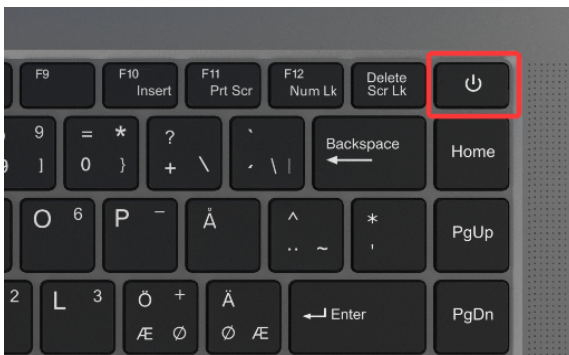 F9 F10 Insert F11 Prt Scr F12 Num Lk Delete Scr Lk
9 ] = 0 * } ? + \ ` ´ \ | Backspace Home
O 6 P - Å ^ ¨ ~ * ' PgUp
2 L 3 Ö + Æ Ø Ä Ø Æ Enter PgDn